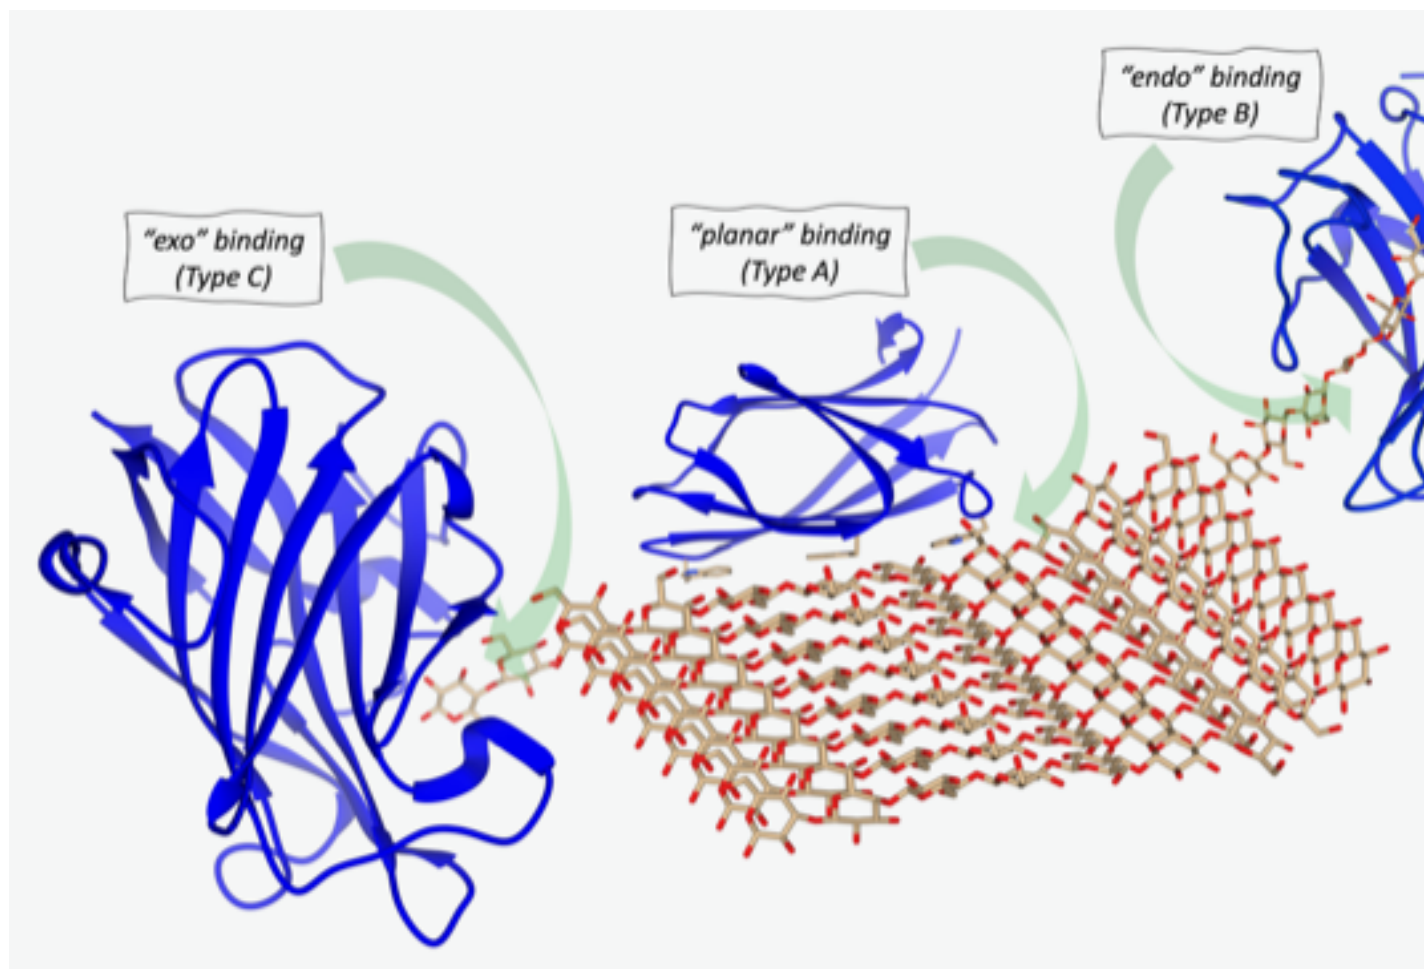 “endo” binding
(Type B)
“exo” binding
(Type C)
“planar” binding
(Type A)